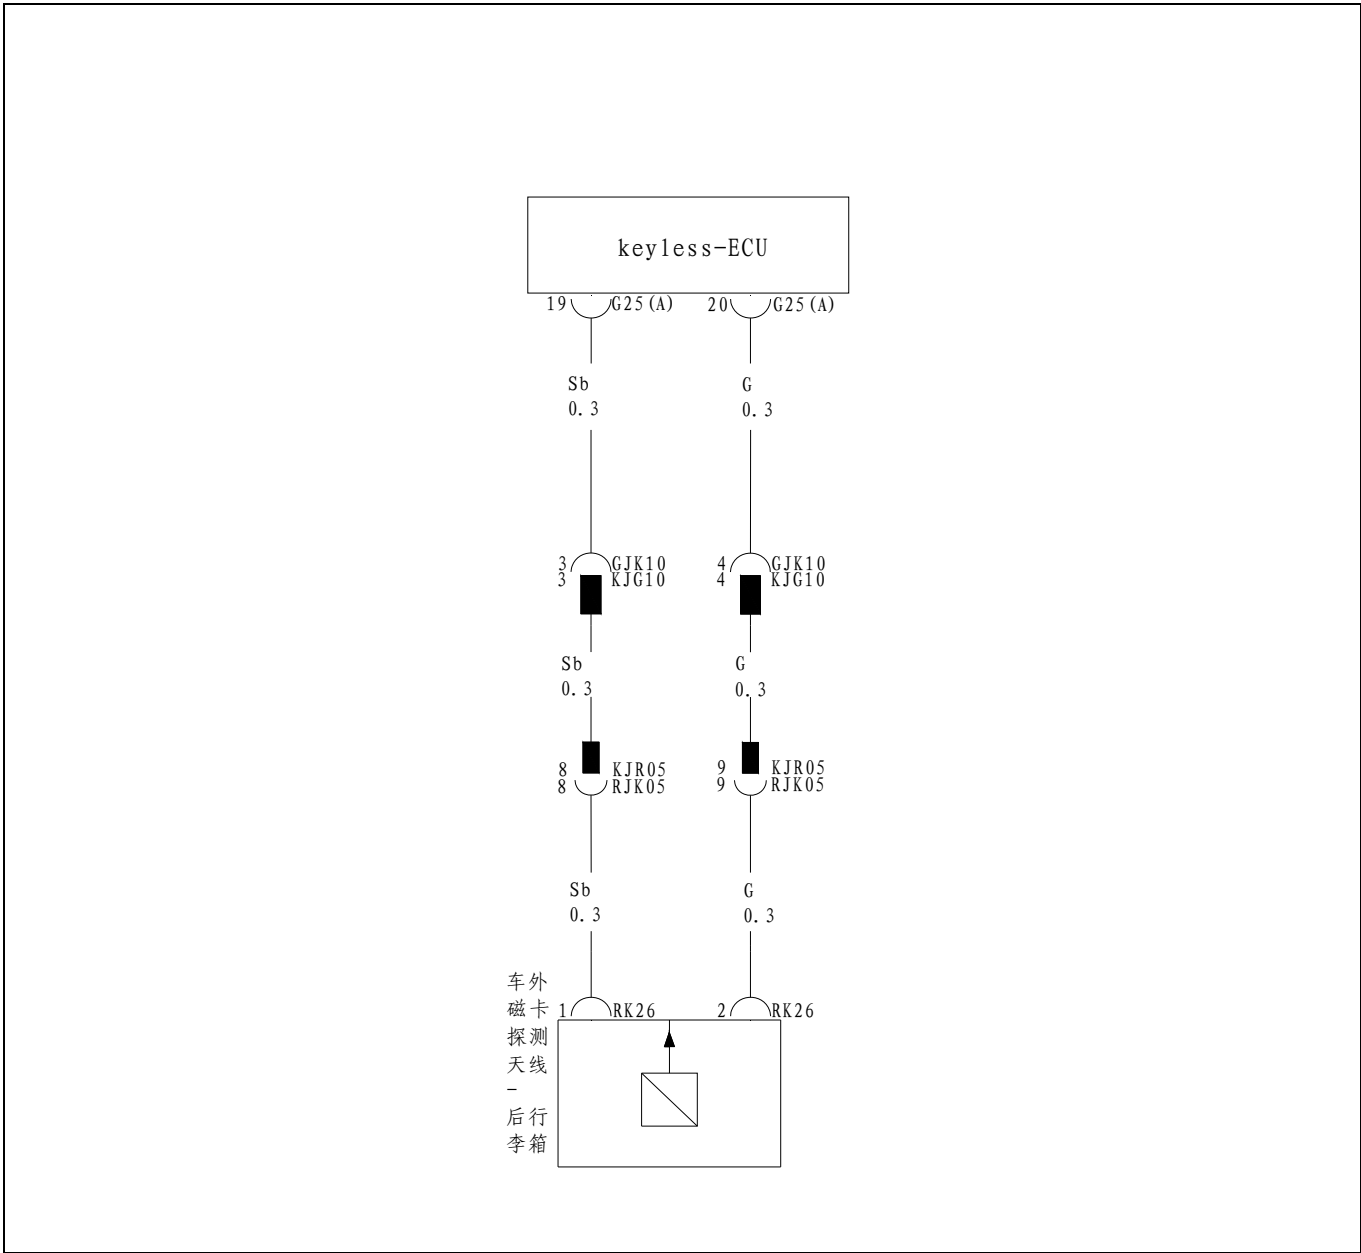 keyless-ECU
19 G25(A) 20 G25(A)
Sb G
0.3 0.3
3 GJK10 4 GJK10
3 KJG10 4 KJG10
Sb G
0.3 0.3
8 KJR05 9 KJR05
8 RJK05 9 RJK05
Sb G
0.3 0.3
车外
磁卡 1 RK26 2 RK26
探测
天线
-
后行
李箱